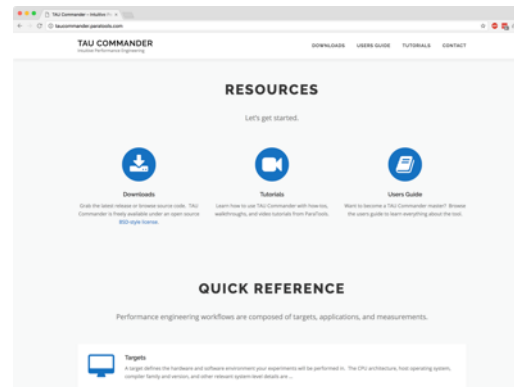 TAU Commander – Intuitive P
taucommander.paratools.com
TAU COMMANDER
Intuitive Performance Engineering
DOWNLOADS USERS GUIDE TUTORIALS CONTACT
RESOURCES
Let's get started.
Downloads
Grab the latest release or browse source code. TAU
Commander is freely available under an open source
BSD-style license.
Tutorials
Learn how to use TAU Commander with how-tos,
walkthroughs, and video tutorials from ParaTools.
Users Guide
Want to become a TAU Commander master? Browse
the users guide to learn everything about the tool.
QUICK REFERENCE
Performance engineering workflows are composed of targets, applications, and measurements.
Targets
A target defines the hardware and software environment your experiments will be performed in. The CPU architecture, host operating system,
compiler family and version, and other relevant system level details are ...